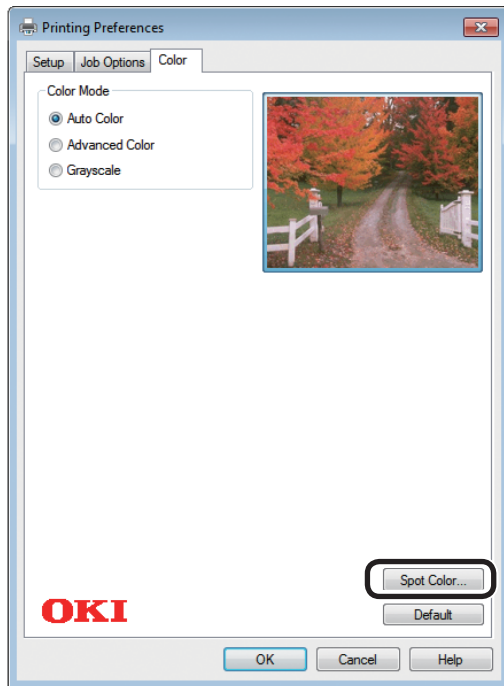 Printing Preferences
Setup Job Options Color
Color Mode
Auto Color
Advanced Color
Grayscale
Spot Color...
OKI
Default
OK Cancel Help